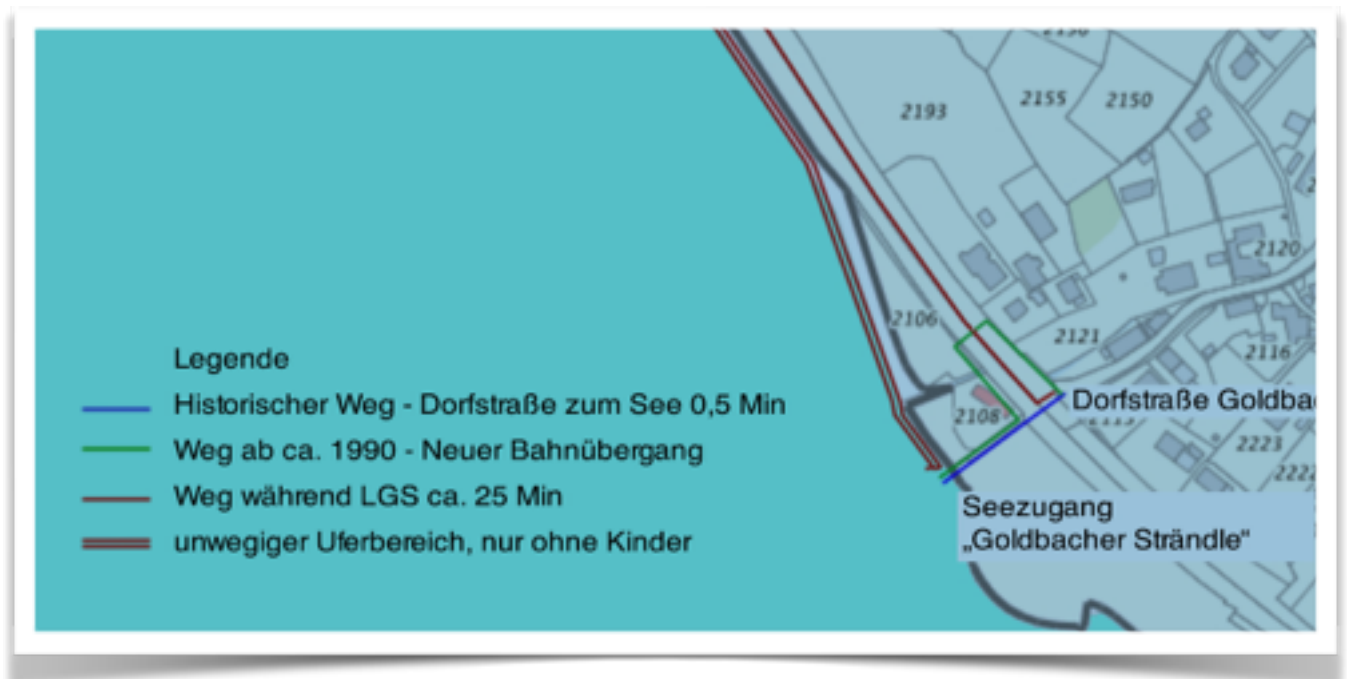 2193
2155
2150
2120
2106
2121
2116
2108
Legende
Historischer Weg - Dorfstraße zum See 0,5 Min
Weg ab ca. 1990 - Neuer Bahnübergang
Weg während LGS ca. 25 Min
unwegiger Uferbereich, nur ohne Kinder
Dorfstraße Goldba
2223
Seezugang
„Goldbacher Strändle“